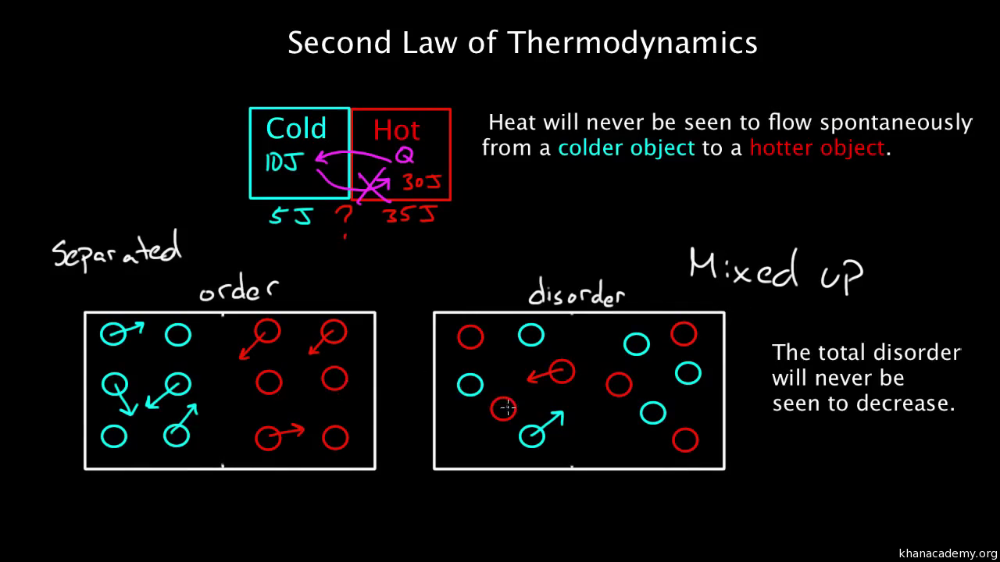 Second Law of Thermodynamics
Cold
Hot
10J
Q
30J
5J ? 35J
Heat will never be seen to flow spontaneously
from a colder object to a hotter object.
Separated
order
disorder
Mixed up
The total disorder
will never be
seen to decrease.
khanacademy.org